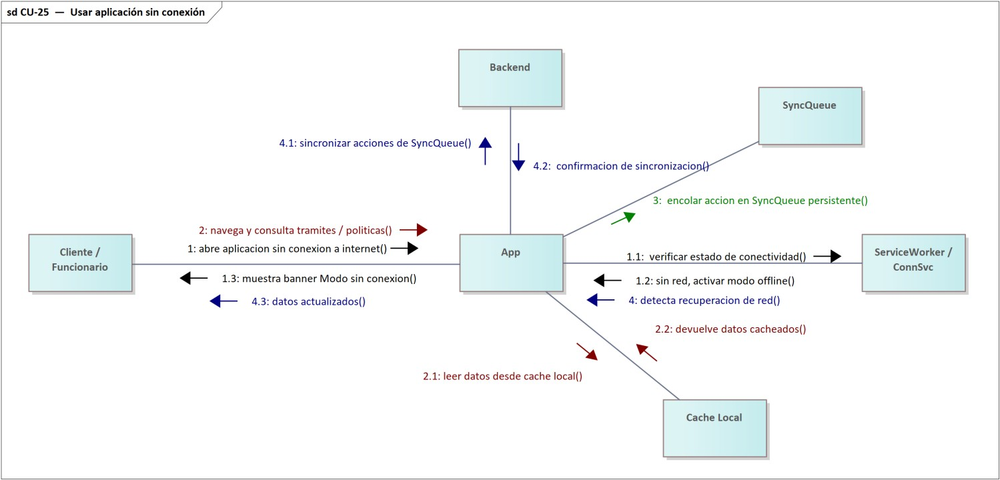 sd CU-25 — Usar aplicación sin conexión
Backend
SyncQueue
4.1: sincronizar acciones de SyncQueue()
4.2: confirmacion de sincronizacion()
3: encolar accion en SyncQueue persistente()
2: navega y consulta tramites / politicas()
1: abre aplicacion sin conexion a internet()
Cliente /
Funcionario
App
1.1: verificar estado de conectividad()
ServiceWorker /
ConnSvc
1.3: muestra banner Modo sin conexion()
1.2: sin red, activar modo offline()
4.3: datos actualizados()
4: detecta recuperacion de red()
2.2: devuelve datos cacheados()
2.1: leer datos desde cache local()
Cache Local